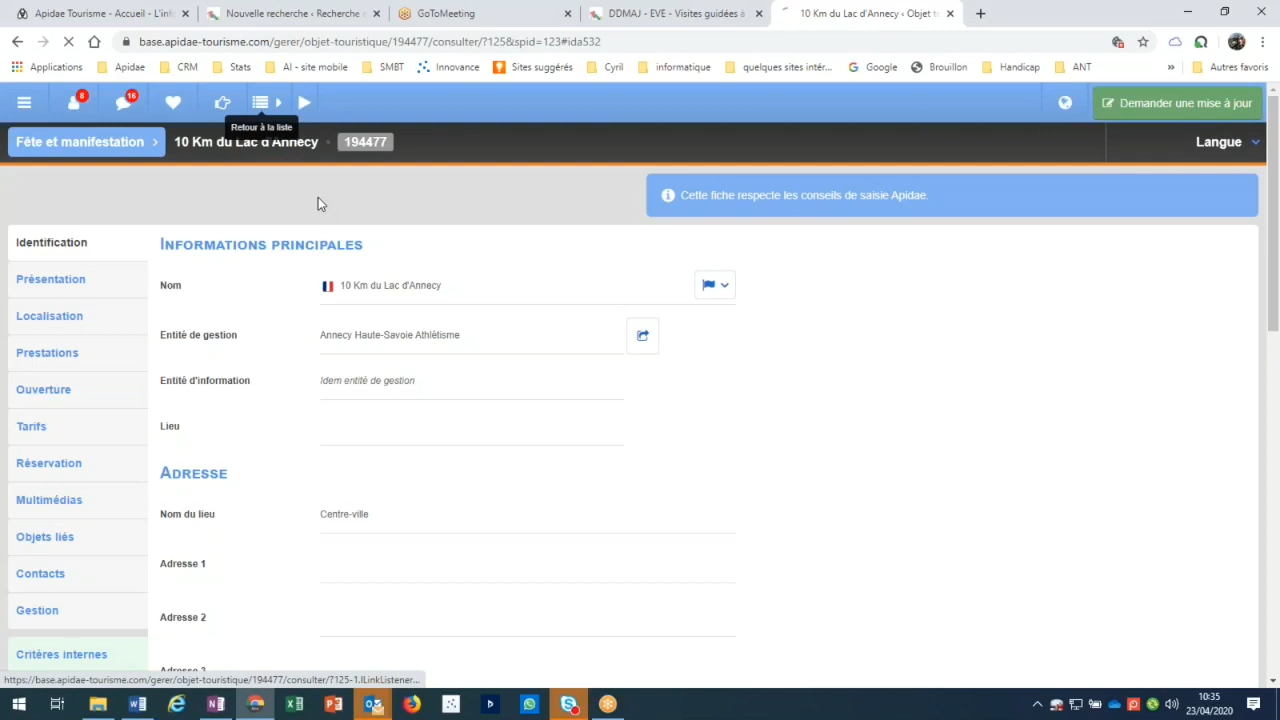 Apidae Tourisme - Accueil - L'inf
Nouvelle recherche ‹ Recherche
GoToMeeting
DDMAJ - EVE - Visites guidées à
10 Km du Lac d'Annecy ‹ Objet t
base.apidae-tourisme.com/gerer/objet-touristique/194477/consulter/?125&spid=123#ida532
Applications
Apidae
CRM
Stats
AI - site mobile
SMBT
Innovance
Sites suggérés
Cyril
informatique
quelques sites intér...
Google
Brouillon
Handicap
ANT
»
Autres favoris
8
16
Demander une mise à jour
Retour à la liste
Fête et manifestation
10 Km du Lac d'Annecy
194477
Langue
Cette fiche respecte les conseils de saisie Apidae.
Identification
Présentation
Localisation
Prestations
Ouverture
Tarifs
Réservation
Multimédias
Objets liés
Contacts
Gestion
Critères internes
Informations principales
Nom
10 Km du Lac d'Annecy
Entité de gestion
Annecy Haute-Savoie Athlétisme
Entité d'information
Idem entité de gestion
Lieu
Adresse
Nom du lieu
Centre-ville
Adresse 1
Adresse 2
Adresse 3
https://base.apidae-tourisme.com/gerer/objet-touristique/194477/consulter/?125-1.ILinkListener...
10:35
23/04/2020